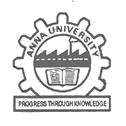 ANNA UNIVERSITY
PROGRESS THROUGH KNOWLEDGE